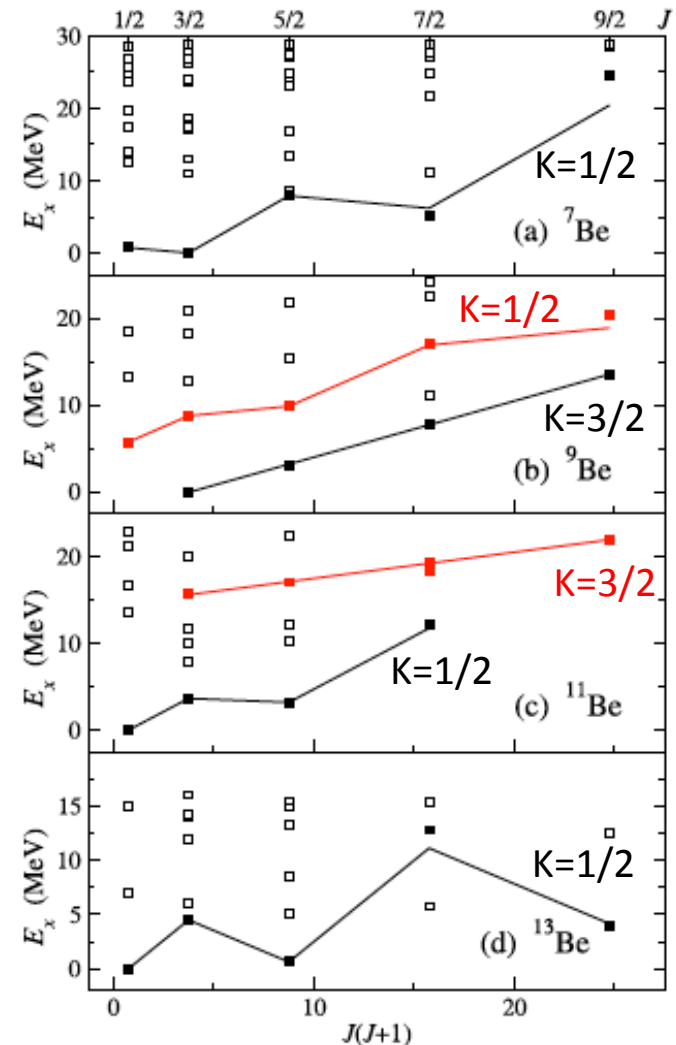 1/2 3/2 5/2 7/2 9/2 J
30
20
10
0
Ex (MeV)
K=1/2
(a) 7Be
20
10
0
Ex (MeV)
K=1/2
K=3/2
(b) 9Be
20
10
0
Ex (MeV)
K=3/2
K=1/2
(c) 11Be
15
10
5
0
Ex (MeV)
K=1/2
(d) 13Be
0 10 20
J(J+1)